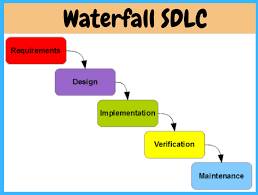 Waterfall SDLC
Requirements
Design
Implementation
Verification
Maintenance